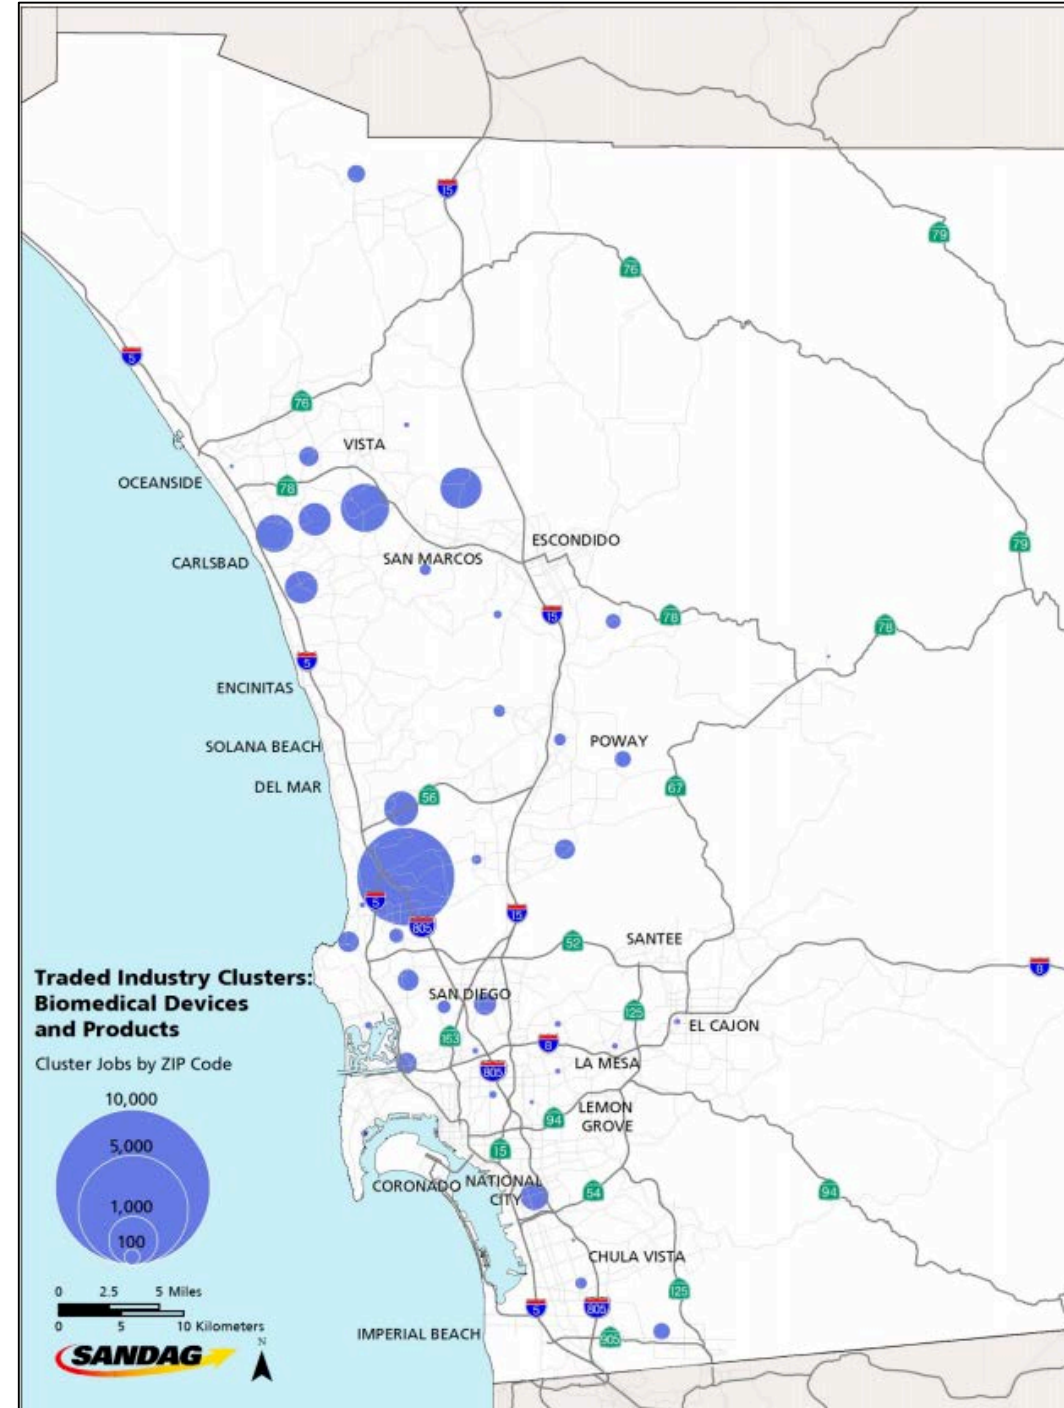 15
79
76
5
76
VISTA
OCEANSIDE
78
ESCONDIDO
79
SAN MARCOS
CARLSBAD
15
78
78
5
ENCINITAS
SOLANA BEACH
POWAY
DEL MAR
67
56
5
15
805
52
SANTEE
8
Traded Industry Clusters:
Biomedical Devices
and Products
SAN DIEGO
125
EL CAJON
163
8
Cluster Jobs by ZIP Code
LA MESA
805
10,000
LEMON
GROVE
94
5,000
15
CORONADO
NATIONAL
CITY
54
94
1,000
100
CHULA VISTA
0 2.5 5 Miles
125
5
805
0 5 10 Kilometers
IMPERIAL BEACH
905
N
SANDAG